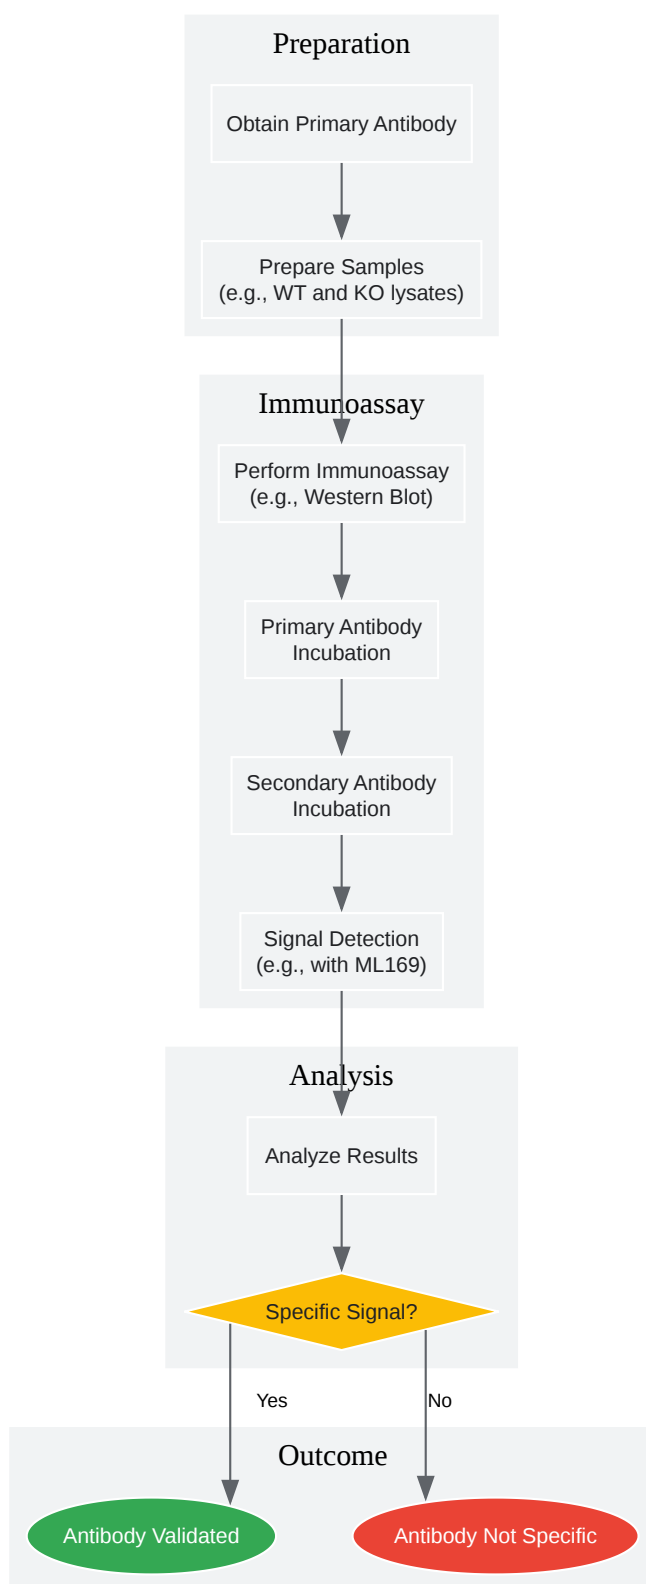 Preparation
Obtain Primary Antibody
Prepare Samples
(e.g., WT and KO lysates)
Immunoassay
Perform Immunoassay
(e.g., Western Blot)
Primary Antibody
Incubation
Secondary Antibody
Incubation
Signal Detection
(e.g., with ML169)
Analysis
Analyze Results
Specific Signal?
Yes
No
Outcome
Antibody Validated
Antibody Not Specific